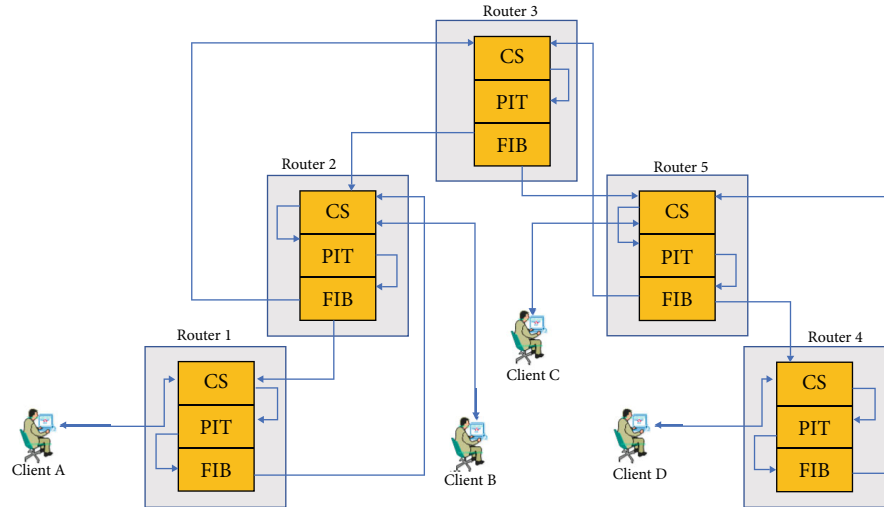 Router 3
CS
PIT
FIB
Router 2
CS
PIT
FIB
Router 5
CS
PIT
FIB
Router 1
CS
PIT
FIB
Router 4
CS
PIT
FIB
Client A
Client B
Client C
Client D